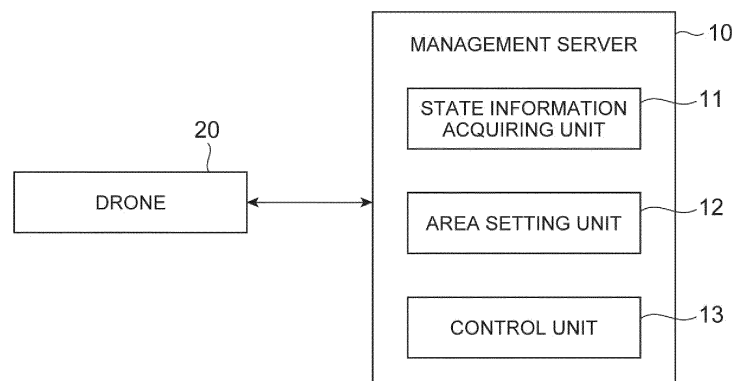 MANAGEMENT SERVER
10
STATE INFORMATION
ACQUIRING UNIT
11
20
DRONE
AREA SETTING UNIT
12
CONTROL UNIT
13